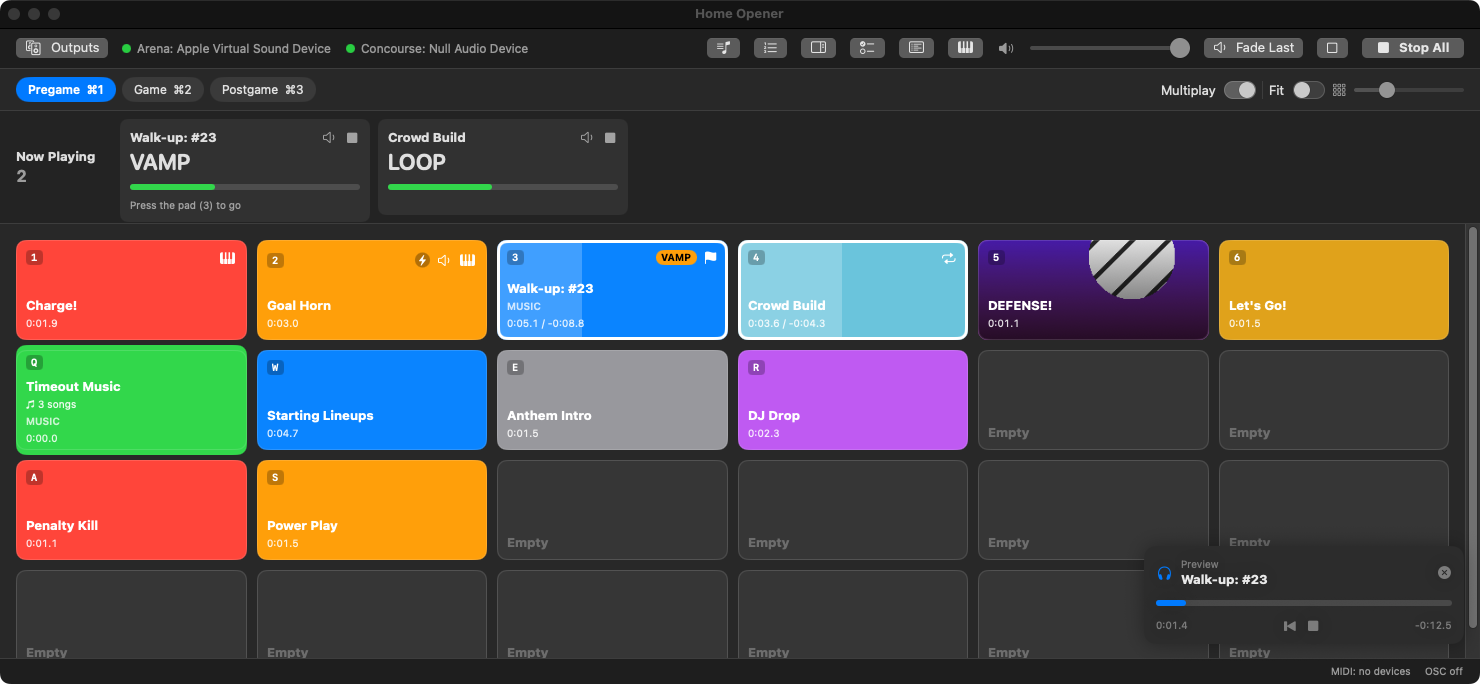 Home Opener
Outputs
Arena: Apple Virtual Sound Device
Concourse: Null Audio Device
Fade Last
Stop All
Pregame ⌘1
Game ⌘2
Postgame ⌘3
Multiplay
Fit
Now Playing
2
Walk-up: #23
VAMP
Press the pad (3) to go
Crowd Build
LOOP
1
Charge!
0:01.9
2
Goal Horn
0:03.0
3
VAMP
Walk-up: #23
MUSIC
0:05.1 / -0:08.8
4
Crowd Build
0:03.6 / -0:04.3
5
DEFENSE!
0:01.1
6
Let's Go!
0:01.5
Q
Timeout Music
3 songs
MUSIC
0:00.0
W
Starting Lineups
0:04.7
E
Anthem Intro
0:01.5
R
DJ Drop
0:02.3
Empty
Empty
A
Penalty Kill
0:01.1
S
Power Play
0:01.5
Empty
Empty
Empty
Empty
Empty
Empty
Empty
Empty
Empty
Empty
Preview
Walk-up: #23
0:01.4
-0:12.5
MIDI: no devices
OSC off